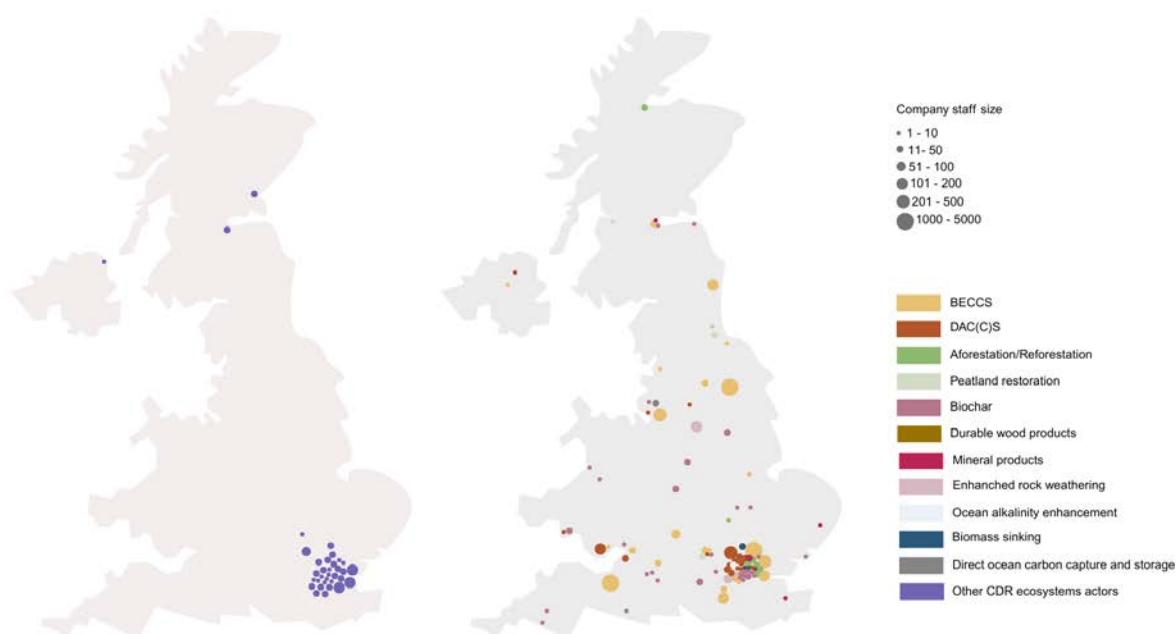 Company staff size
1 - 10
11- 50
51 - 100
101 - 200
201 - 500
1000 - 5000
BECCS
DAC(C)S
Aforestation/Reforestation
Peatland restoration
Biochar
Durable wood products
Mineral products
Enhanched rock weathering
Ocean alkalinity enhancement
Biomass sinking
Direct ocean carbon capture and storage
Other CDR ecosystems actors